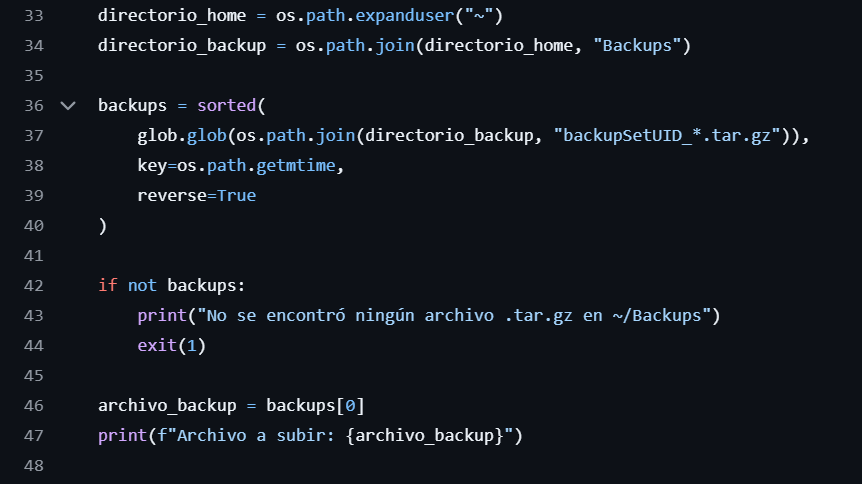 33 directorio_home = os.path.expanduser("~")
34 directorio_backup = os.path.join(directorio_home, "Backups")
35
36 backups = sorted(
37 glob.glob(os.path.join(directorio_backup, "backupSetUID_*.tar.gz")),
38 key=os.path.getmtime,
39 reverse=True
40 )
41
42 if not backups:
43 print("No se encontró ningún archivo .tar.gz en ~/Backups")
44 exit(1)
45
46 archivo_backup = backups[0]
47 print(f"Archivo a subir: {archivo_backup}")
48